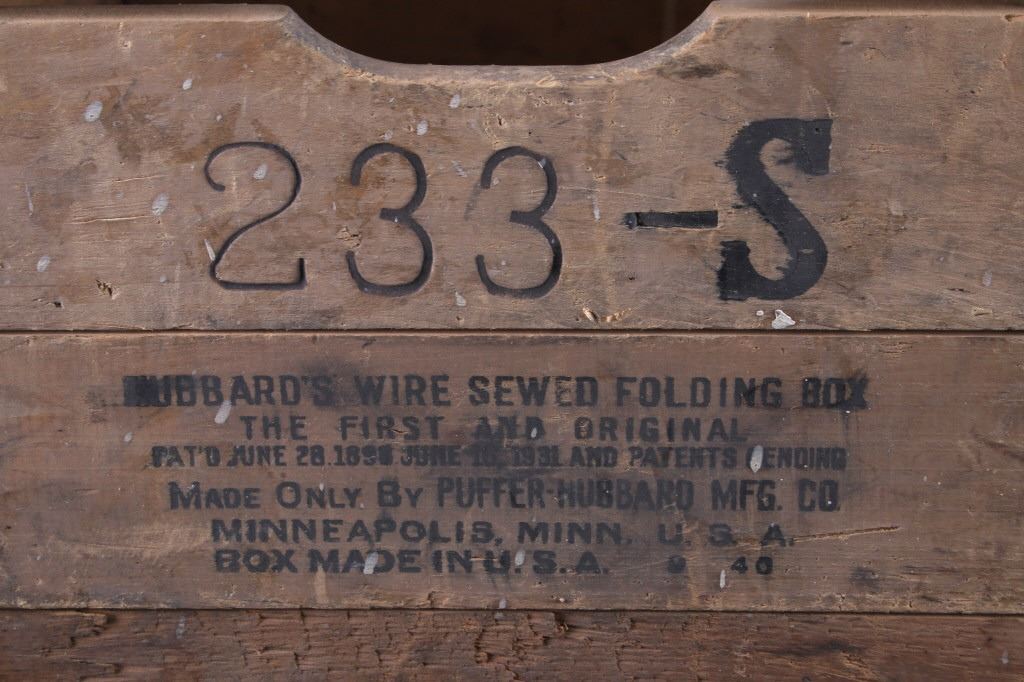 233-S
HUBBARD'S WIRE SEWED FOLDING BOX
THE FIRST AND ORIGINAL
PAT'D JUNE 28.1898 JUNE 1931 AND PATENTS PENDING
MADE ONLY BY PUFFER-HUBBARD MFG. CO.
MINNEAPOLIS, MINN. U. S. A.
BOX MADE IN U.S.A. 9 40